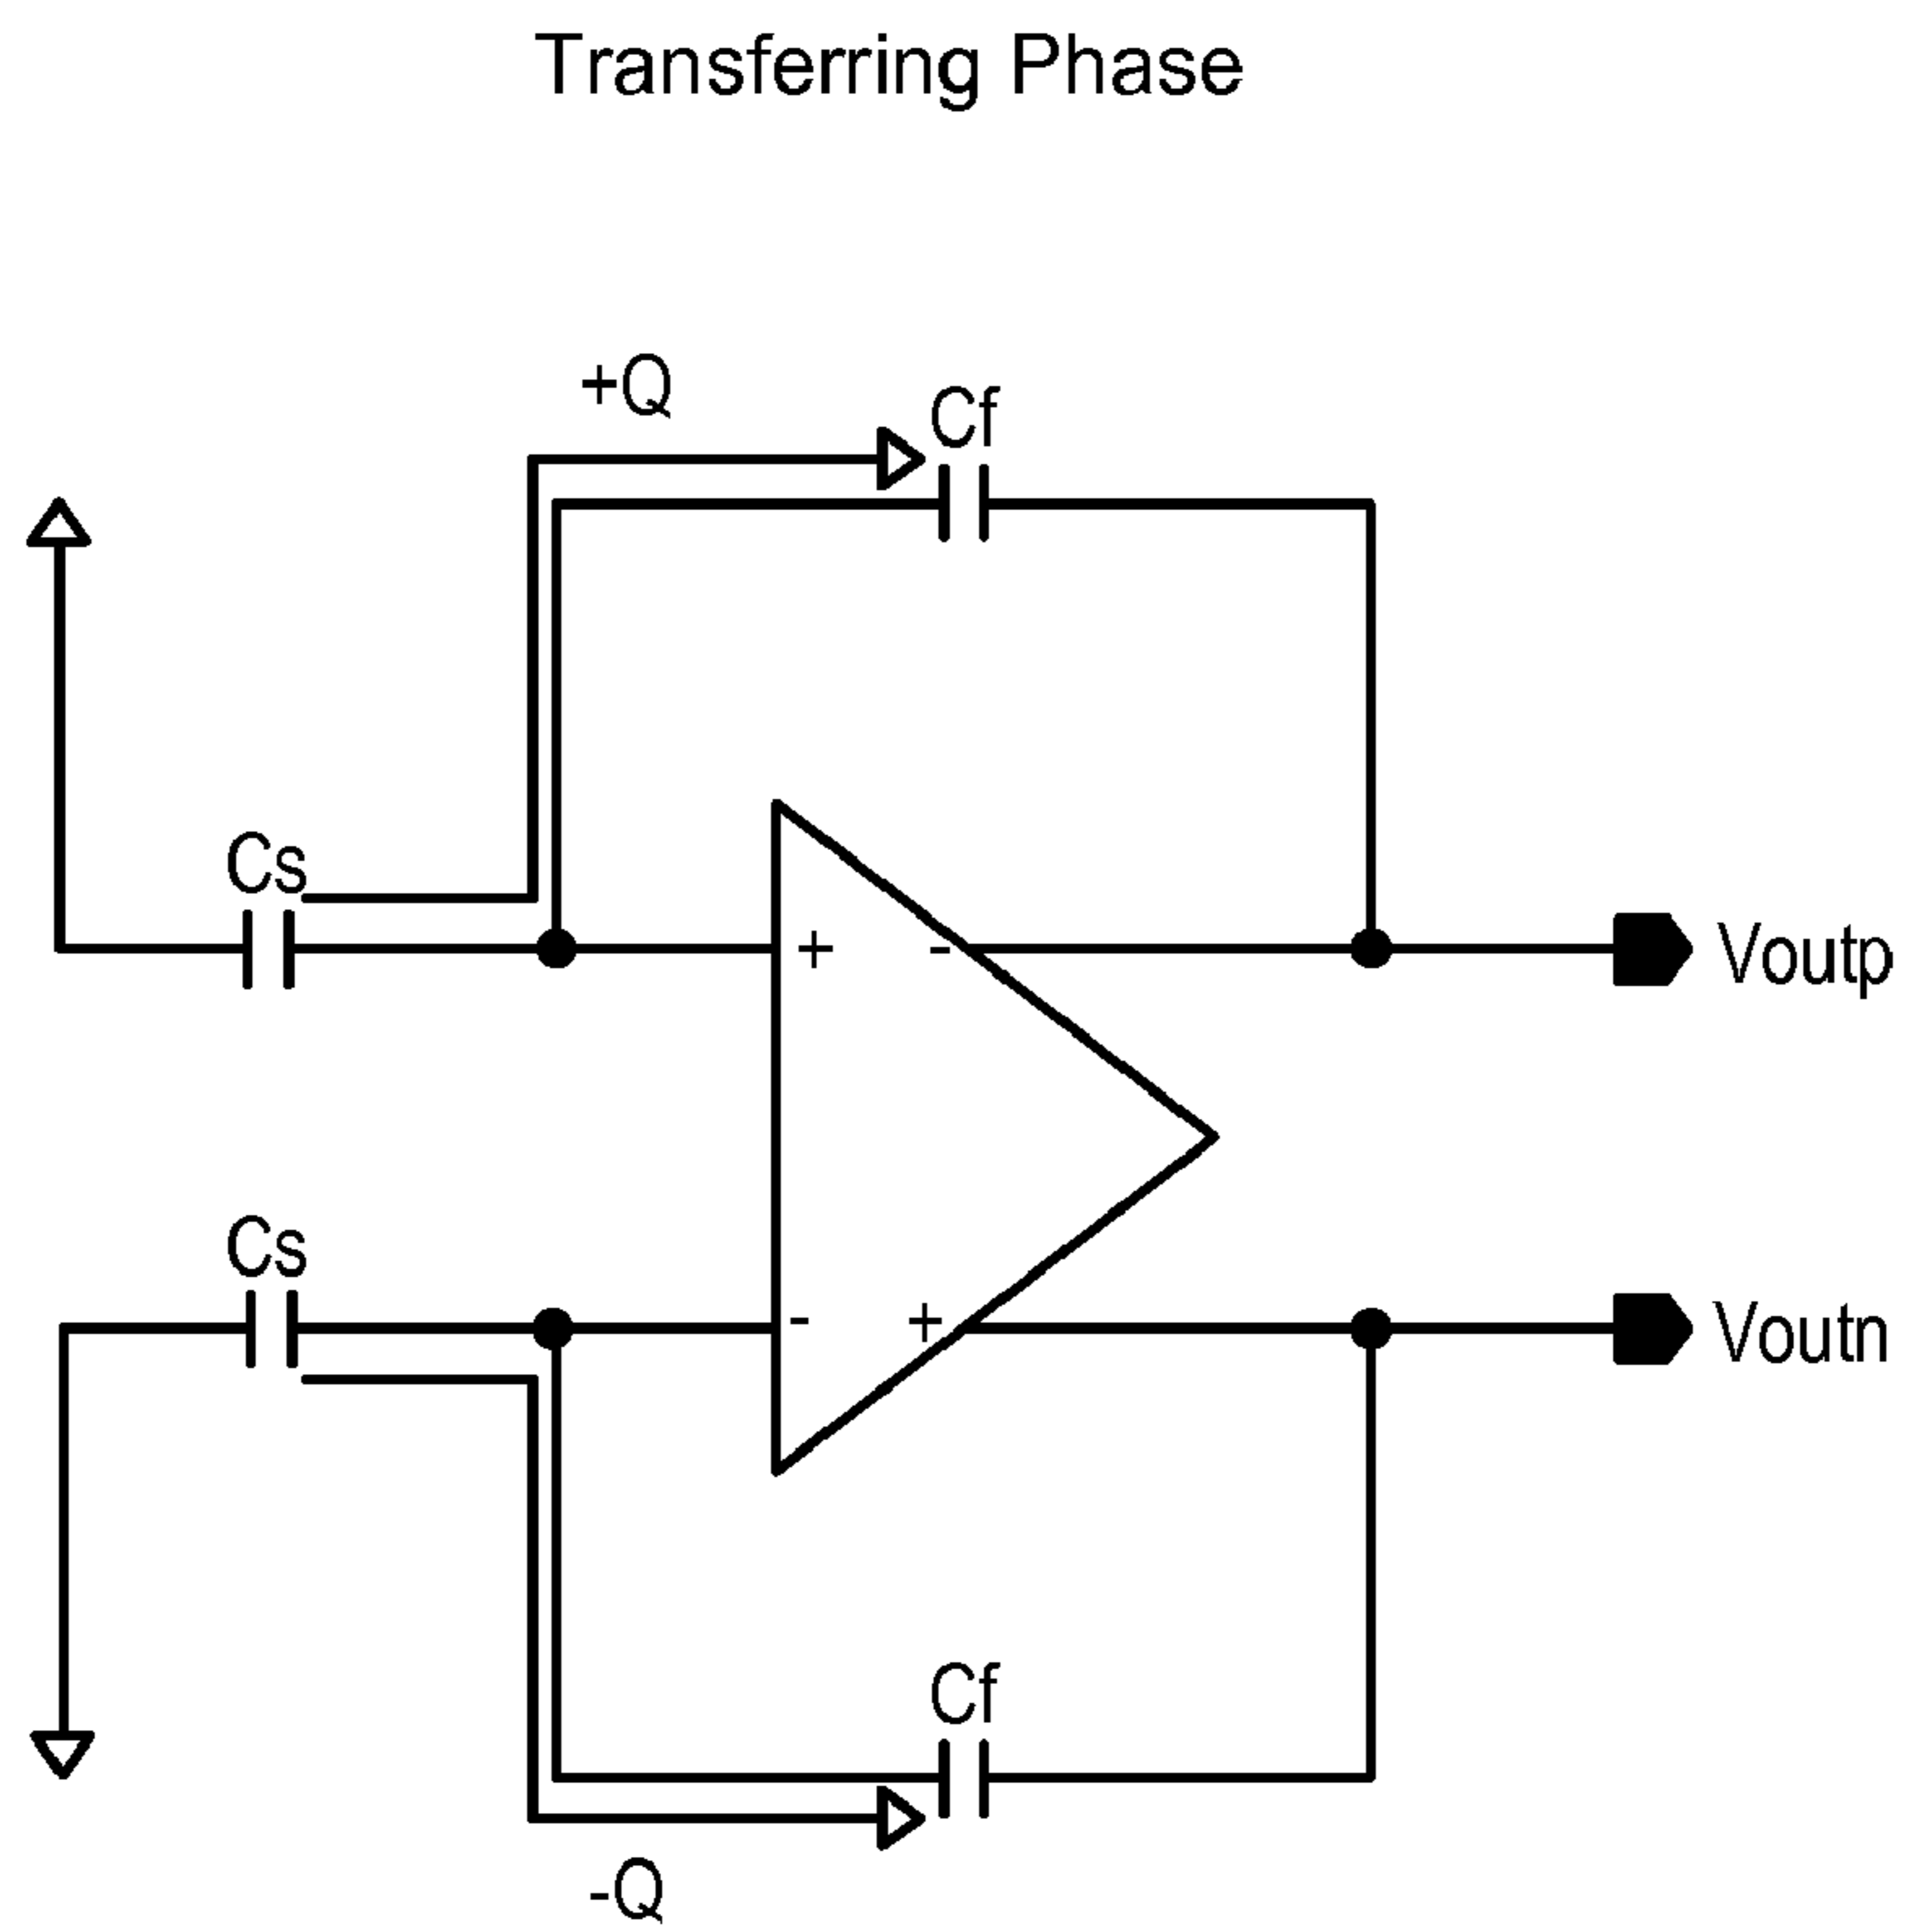 Transferring Phase
+Q
Cf
Cs
+
-
Voutp
Cs
-
+
Voutn
Cf
-Q